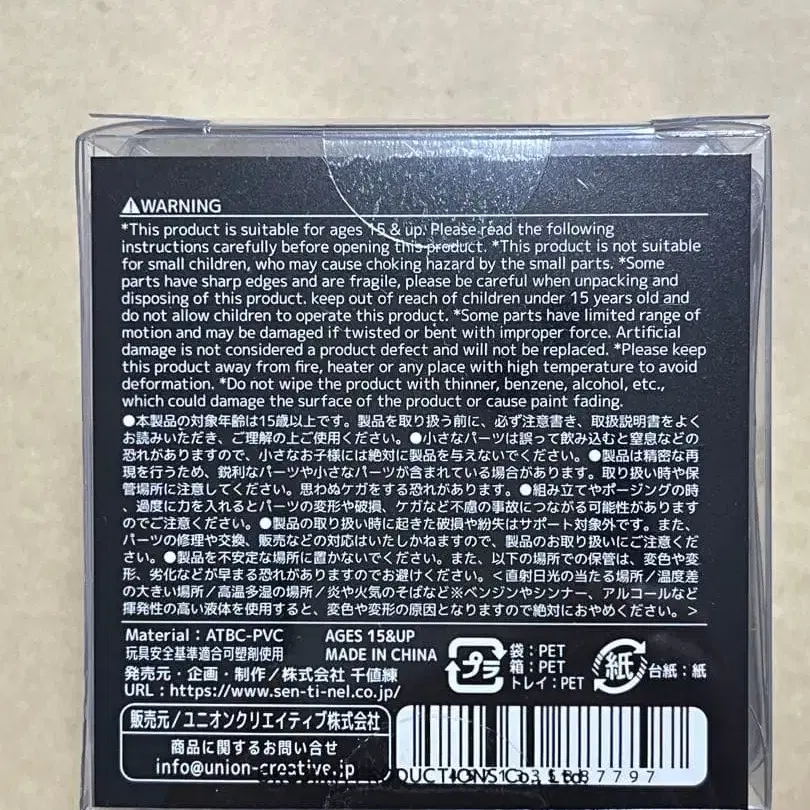 ⚠WARNING
*This product is suitable for ages 15 & up. Please read the following
instructions carefully before opening this product. *This product is not suitable
for small children, who may cause choking hazard by the small parts. *Some
parts have sharp edges and are fragile, please be careful when unpacking and
disposing of this product. keep out of reach of children under 15 years old and
do not allow children to operate this product. *Some parts have limited range of
motion and may be damaged if twisted or bent with improper force. Artificial
damage is not considered a product defect and will not be replaced. *Please keep
this product away from fire, heater or any place with high temperature to avoid
deformation. *Do not wipe the product with thinner, benzene, alcohol, etc.,
which could damage the surface of the product or cause paint fading.
●本製品の対象年齢は15歳以上です。製品を取り扱う前に、必ず注意書き、取扱説明書をよく
お読みいただき、ご理解の上ご使用ください。●小さなパーツは誤って飲み込むと窒息などの
恐れがありますので、小さなお子様には絶対に製品を与えないでください。●製品は精密な再
現を行うため、鋭利なパーツや小さなパーツが含まれている場合があります。取り扱い時や保
管場所に注意してください。思わぬケガをする恐れがあります。●組み立てやポージングの時
、過度に力を入れるとパーツの変形や破損、ケガなど不慮の事故につながる可能性があります
のでご注意ください。●製品の取り扱い時に起きた破損や紛失はサポート対象外です。また、
パーツの修理や交換、販売などの対応はいたしかねますので、製品のお取り扱いにご注意くだ
さい。●製品を不安定な場所に置かないでください。また、以下の場所での保管は、変色や変
形、劣化などが早まる恐れがありますのでお避けください。＜直射日光の当たる場所／温度差
の大きい場所／高温多湿の場所／炎や火気のそばなど※ベンジンやシンナー、アルコールなど
揮発性の高い液体を使用すると、変色や変形の原因となりますので絶対におやめください。＞
Material：ATBC-PVC AGES 15&UP
玩具安全基準適合可塑剤使用 MADE IN CHINA
発売元・企画・制作／株式会社 千値練
URL：https://www.sen-ti-nel.co.jp/
プラ
袋：PET
箱：PET
トレイ：PET
紙
台紙：紙
販売元／ユニオンクリエイティブ株式会社
商品に関するお問い合せ
info@union-creative.jp
PRODUCTIONS Co., Ltd.
87797